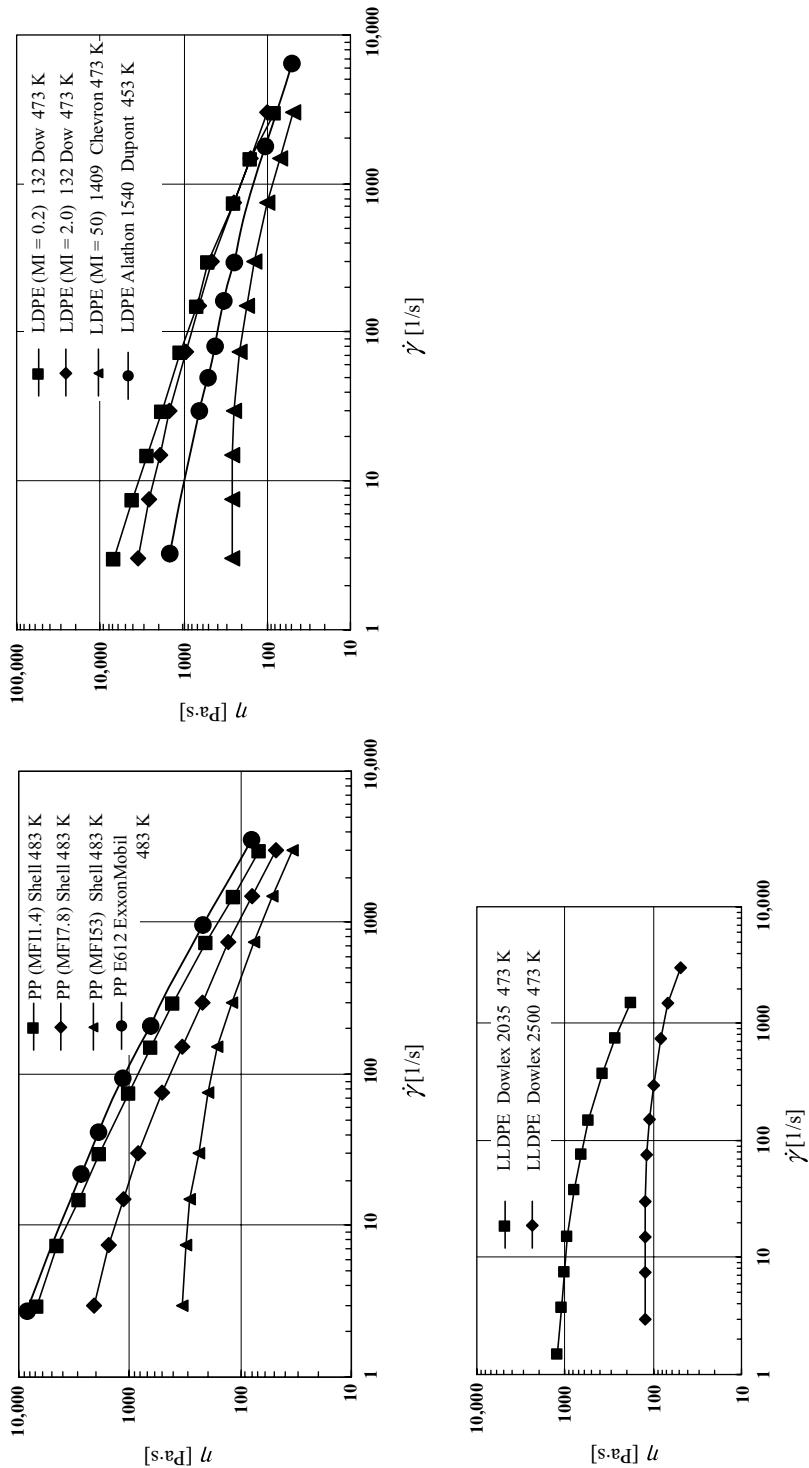 10,000
1000
100
10
η [Pa·s]
PP (MFI1.4) Shell 483 K
PP (MFI7.8) Shell 483 K
PP (MFI53) Shell 483 K
PP E612 ExxonMobil
483 K
1
10
100
1000
10,000
γ̇ [1/s]
100,000
10,000
1000
100
10
η [Pa·s]
LDPE (MI = 0.2) 132 Dow 473 K
LDPE (MI = 2.0) 132 Dow 473 K
LDPE (MI = 50) 1409 Chevron 473 K
LDPE Alathon 1540 Dupont 453 K
1
10
100
1000
10,000
γ̇ [1/s]
10,000
1000
100
10
η [Pa·s]
LLDPE Dowlex 2035 473 K
LLDPE Dowlex 2500 473 K
1
10
100
1000
10,000
γ̇ [1/s]